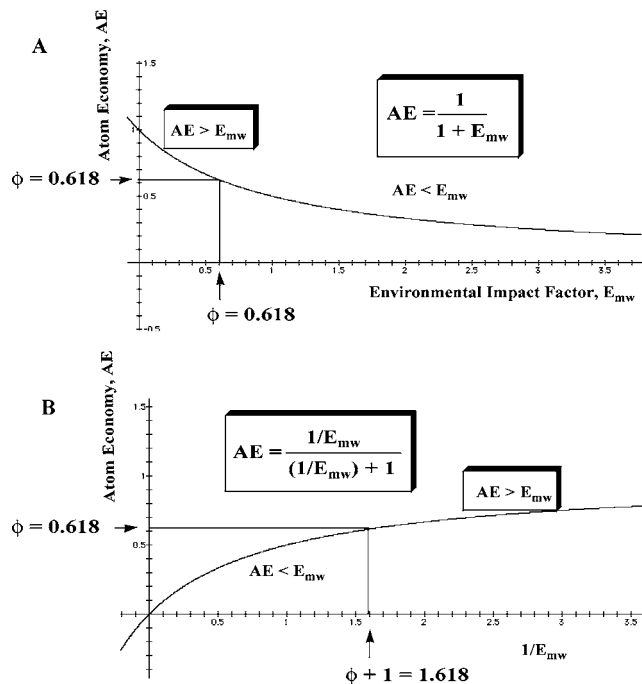 A
Atom Economy, AE
1.5
1
0.5
-0.5
AE > Emw
AE = 1 / 1 + Emw
AE < Emw
ϕ = 0.618
0.5 1 1.5 2 2.5 3 3.5
Environmental Impact Factor, Emw
ϕ = 0.618
B
Atom Economy, AE
1.5
1
0.5
AE = 1/Emw / (1/Emw) + 1
AE > Emw
ϕ = 0.618
AE < Emw
0.5 1 1.5 2 2.5 3 3.5
1/Emw
ϕ + 1 = 1.618